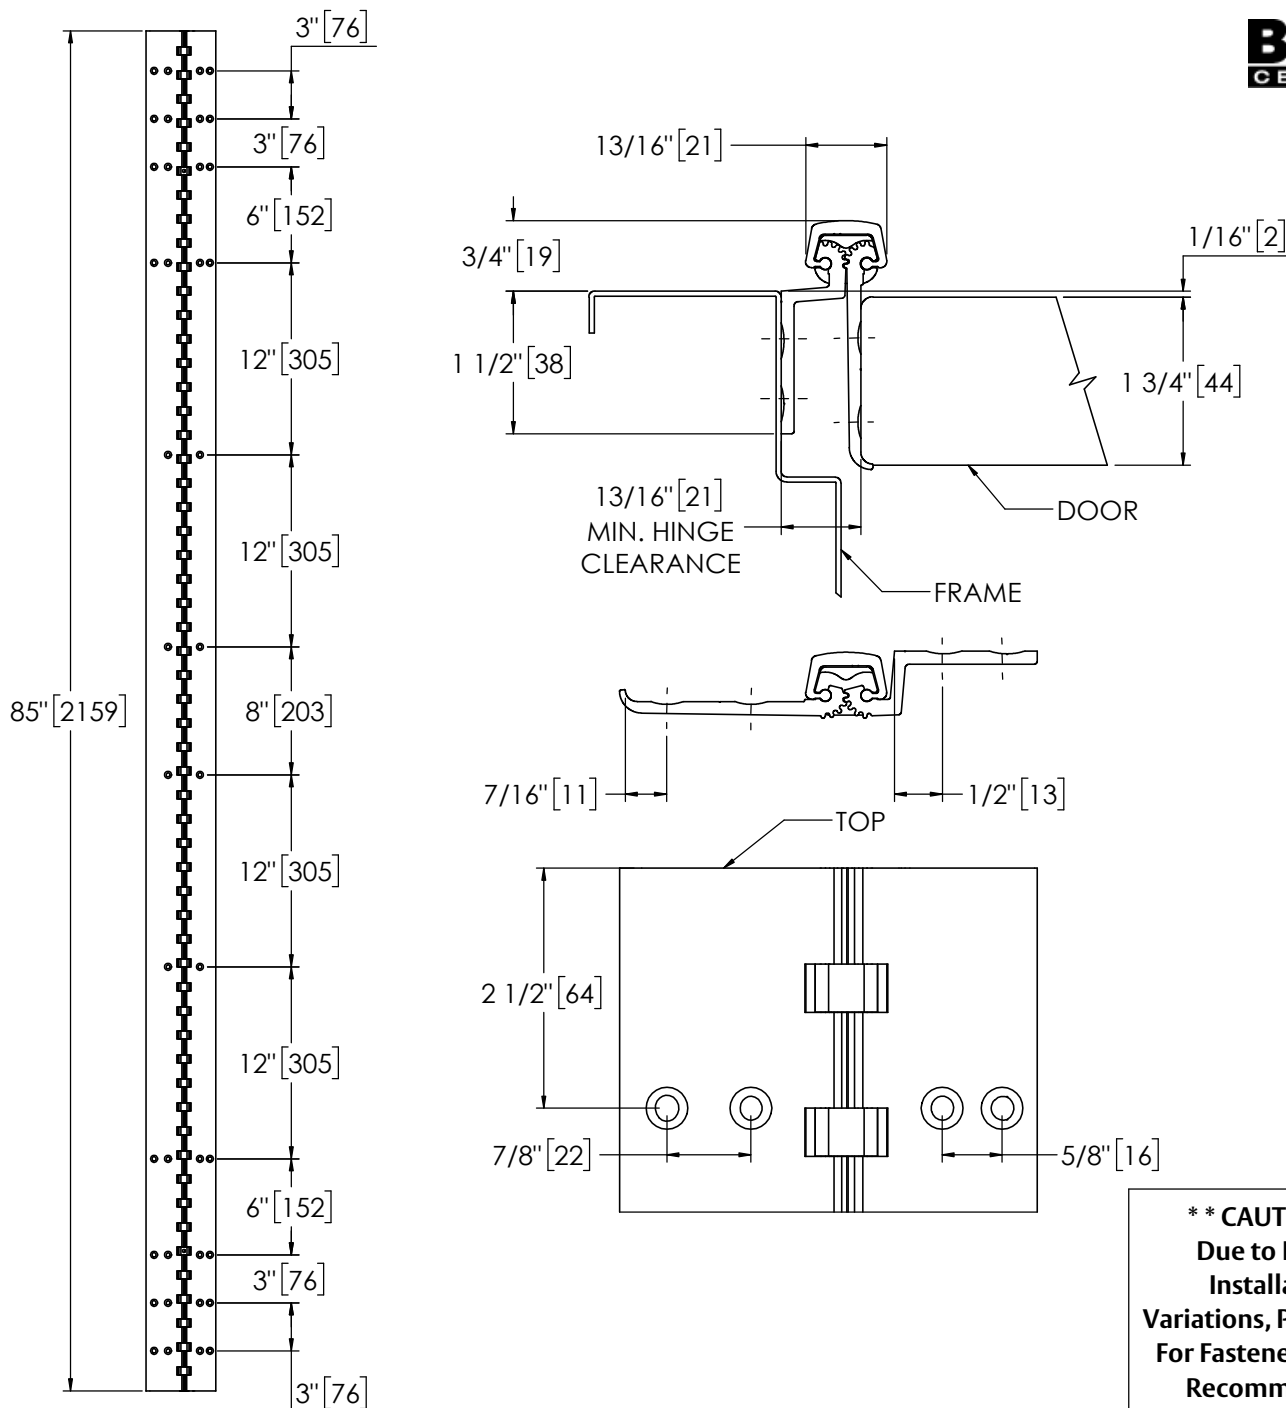 3" [76]
3" [76]
6" [152]
12" [305]
12" [305]
85" [2159]
8" [203]
12" [305]
12" [305]
6" [152]
3" [76]
3" [76]
13/16" [21]
3/4" [19]
1/16" [2]
1 1/2" [38]
1 3/4" [44]
13/16" [21]
MIN. HINGE
CLEARANCE
DOOR
FRAME
7/16" [11]
1/2" [13]
TOP
2 1/2" [64]
7/8" [22]
5/8" [16]
B
CE
* * CAUT
Due to
Installa
Variations, P
For Fastene
Recomm